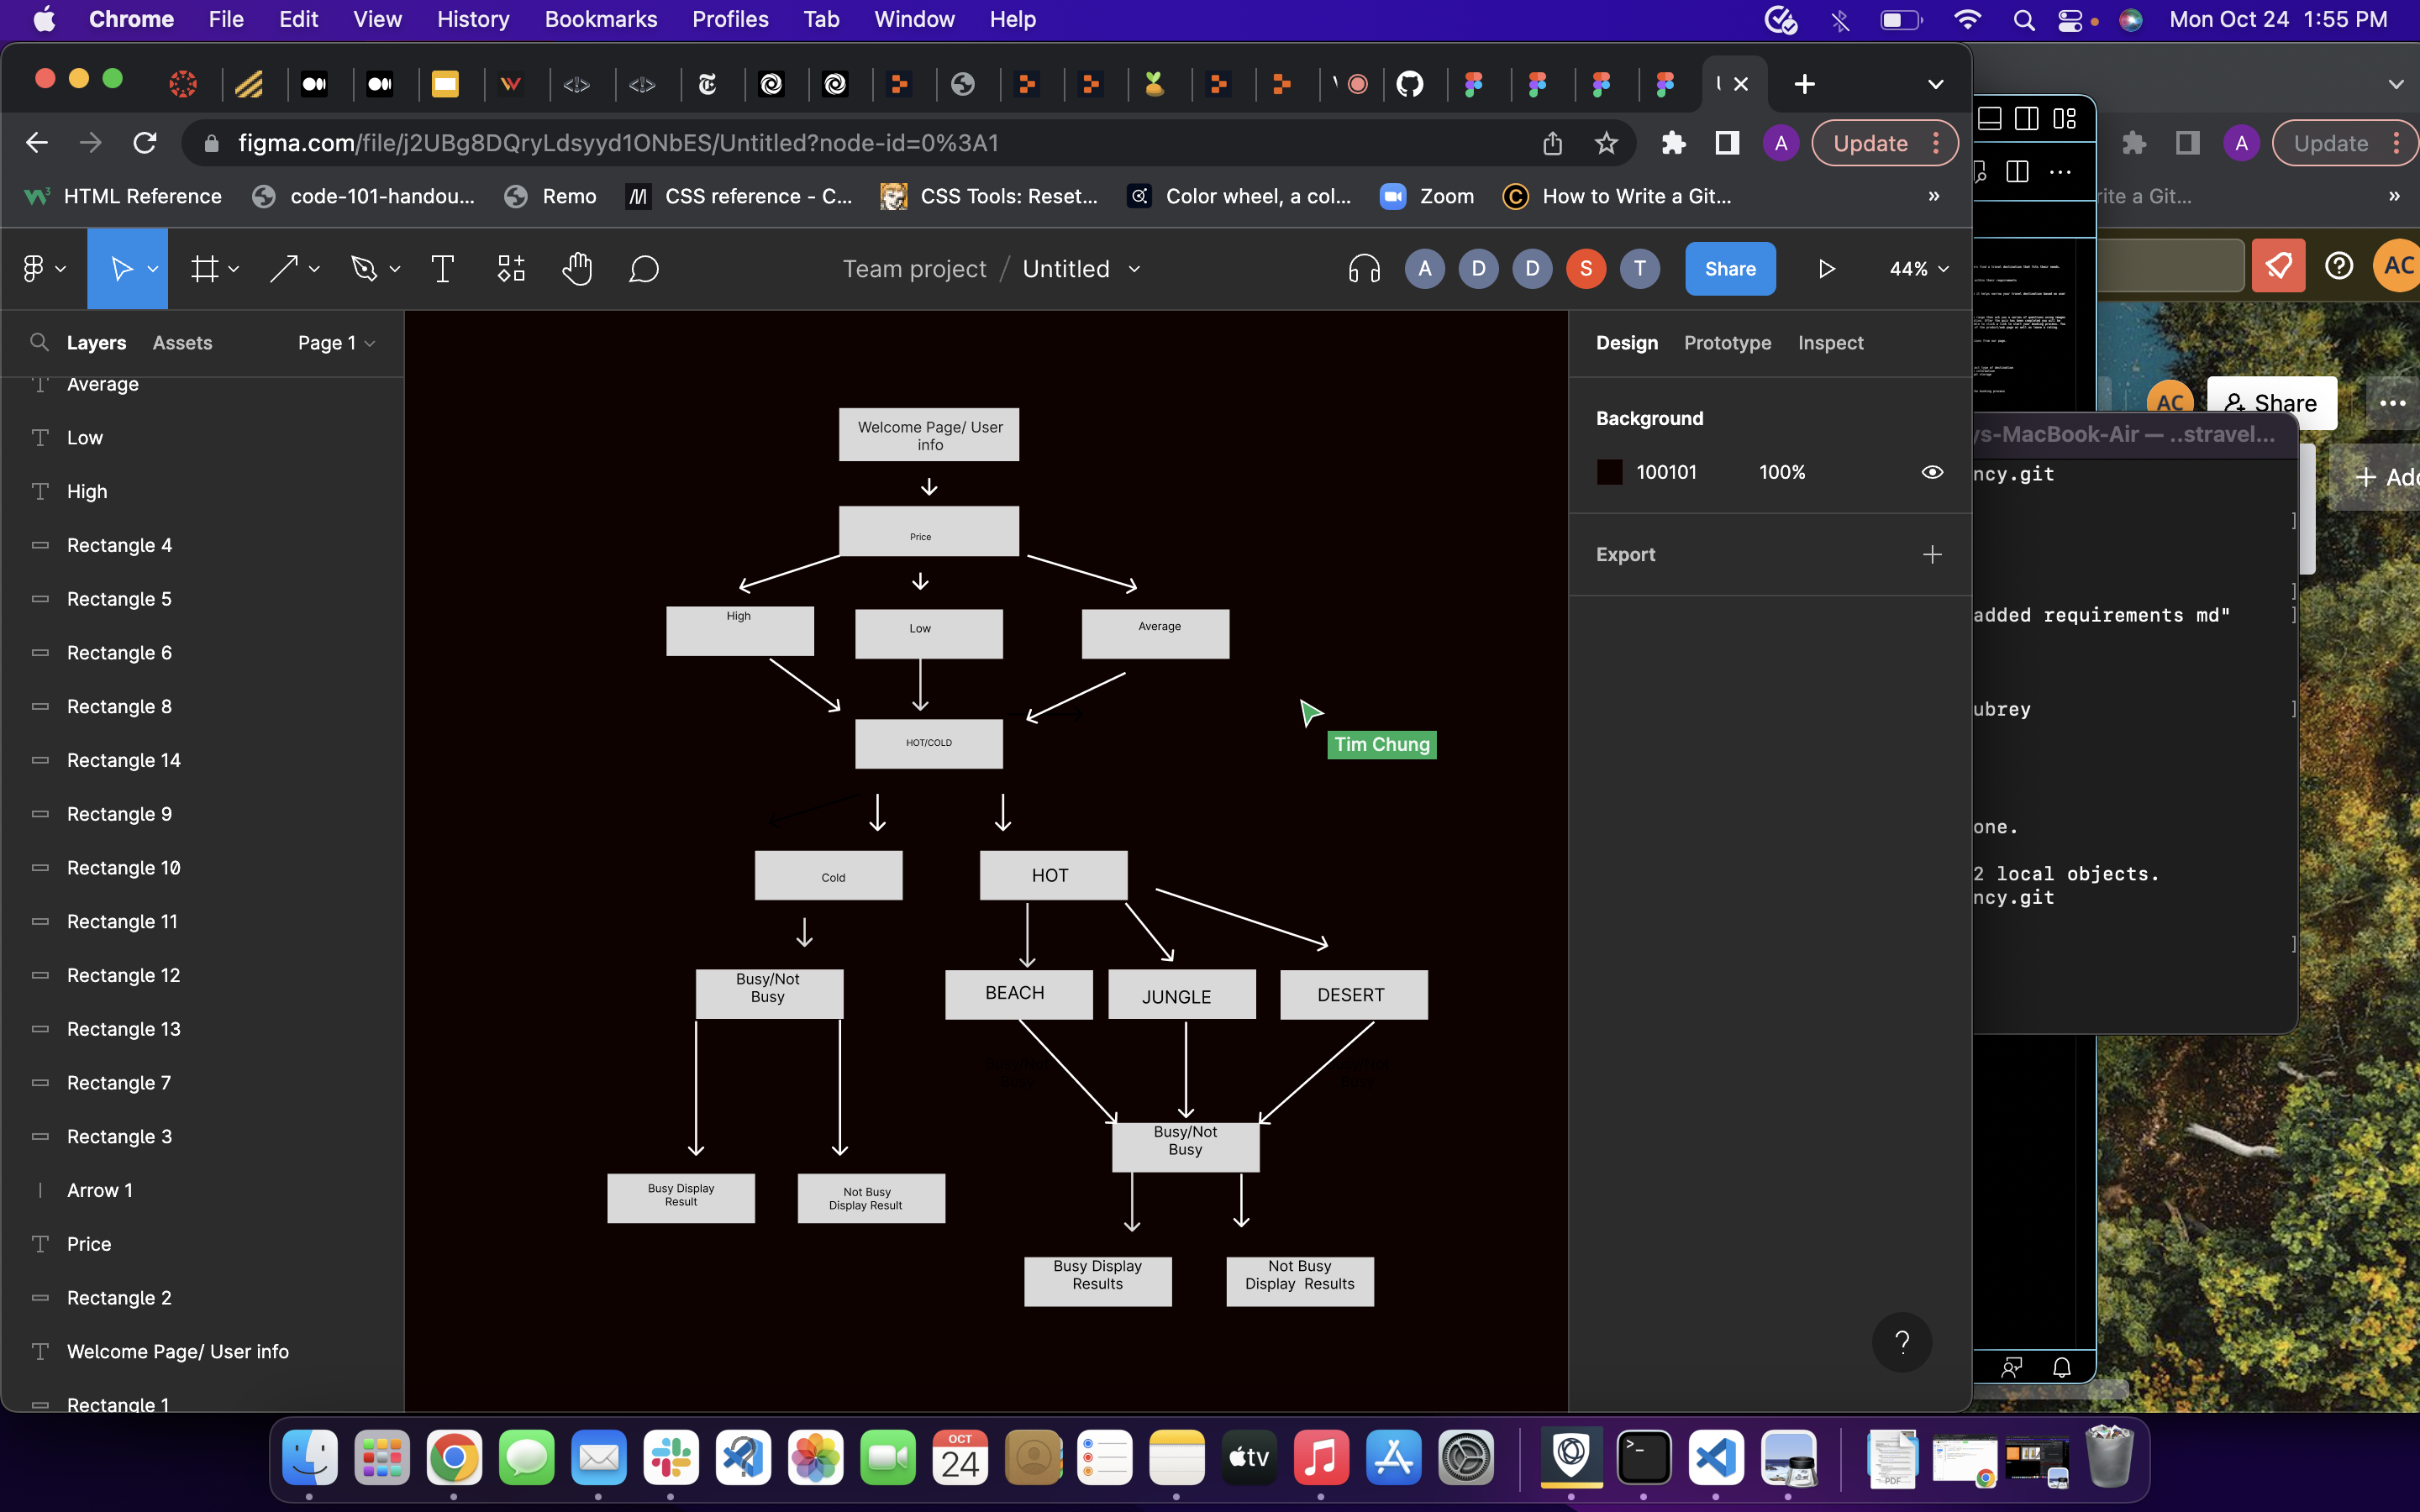 Chrome File Edit View History Bookmarks Profiles Tab Window Help
Mon Oct 24 1:55 PM
figma.com/file/j2UBg8DQryLdsyyd1ONbES/Untitled?node-id=0%3A1
A
Update
A
Update
HTML Reference
code-101-handou...
Remo
CSS reference - C...
CSS Tools: Reset...
Color wheel, a col...
Zoom
How to Write a Git...
»
rite a Git...
»
Team project / Untitled
A
D
D
S
T
Share
44%
AC
Layers
Assets
Page 1
Average
Low
High
Rectangle 4
Rectangle 5
Rectangle 6
Rectangle 8
Rectangle 14
Rectangle 9
Rectangle 10
Rectangle 11
Rectangle 12
Rectangle 13
Rectangle 7
Rectangle 3
Arrow 1
Price
Rectangle 2
Welcome Page/ User info
Rectangle 1
Welcome Page/ User
info
Price
High
Low
Average
HOT/COLD
Tim Chung
Cold
HOT
Busy/Not
Busy
BEACH
JUNGLE
DESERT
Busy/Not
Busy
Busy Display
Result
Not Busy
Display Result
Busy Display
Results
Not Busy
Display Results
Design
Prototype
Inspect
Background
100101
100%
Export
?
AC
Share
ys-MacBook-Air — ..stravel...
ncy.git
Add
added requirements md"
ubrey
one.
2 local objects.
ncy.git
OCT
24
tv
PDF